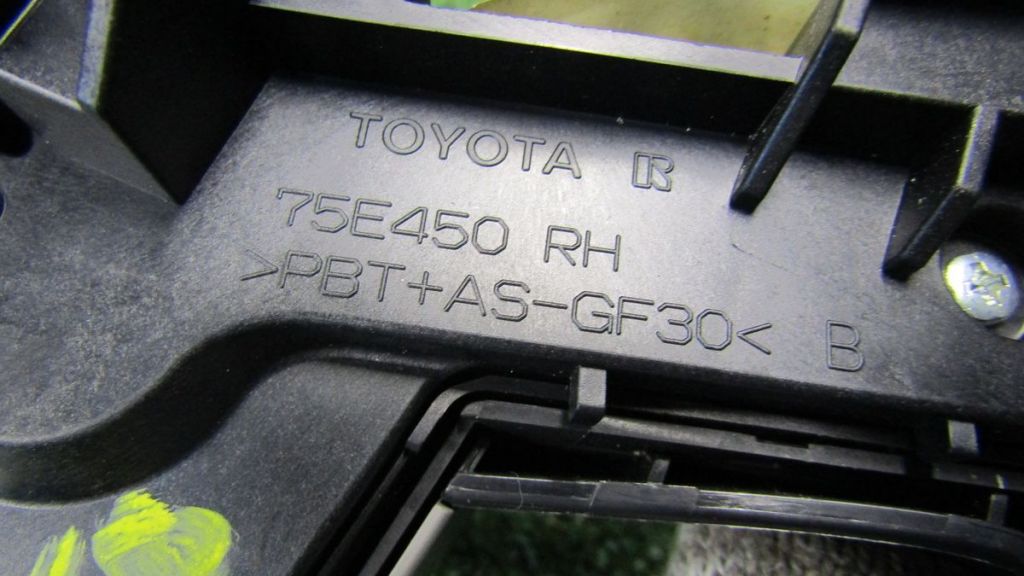 TOYOTA R
75E450 RH
>PBT+AS-GF30< B